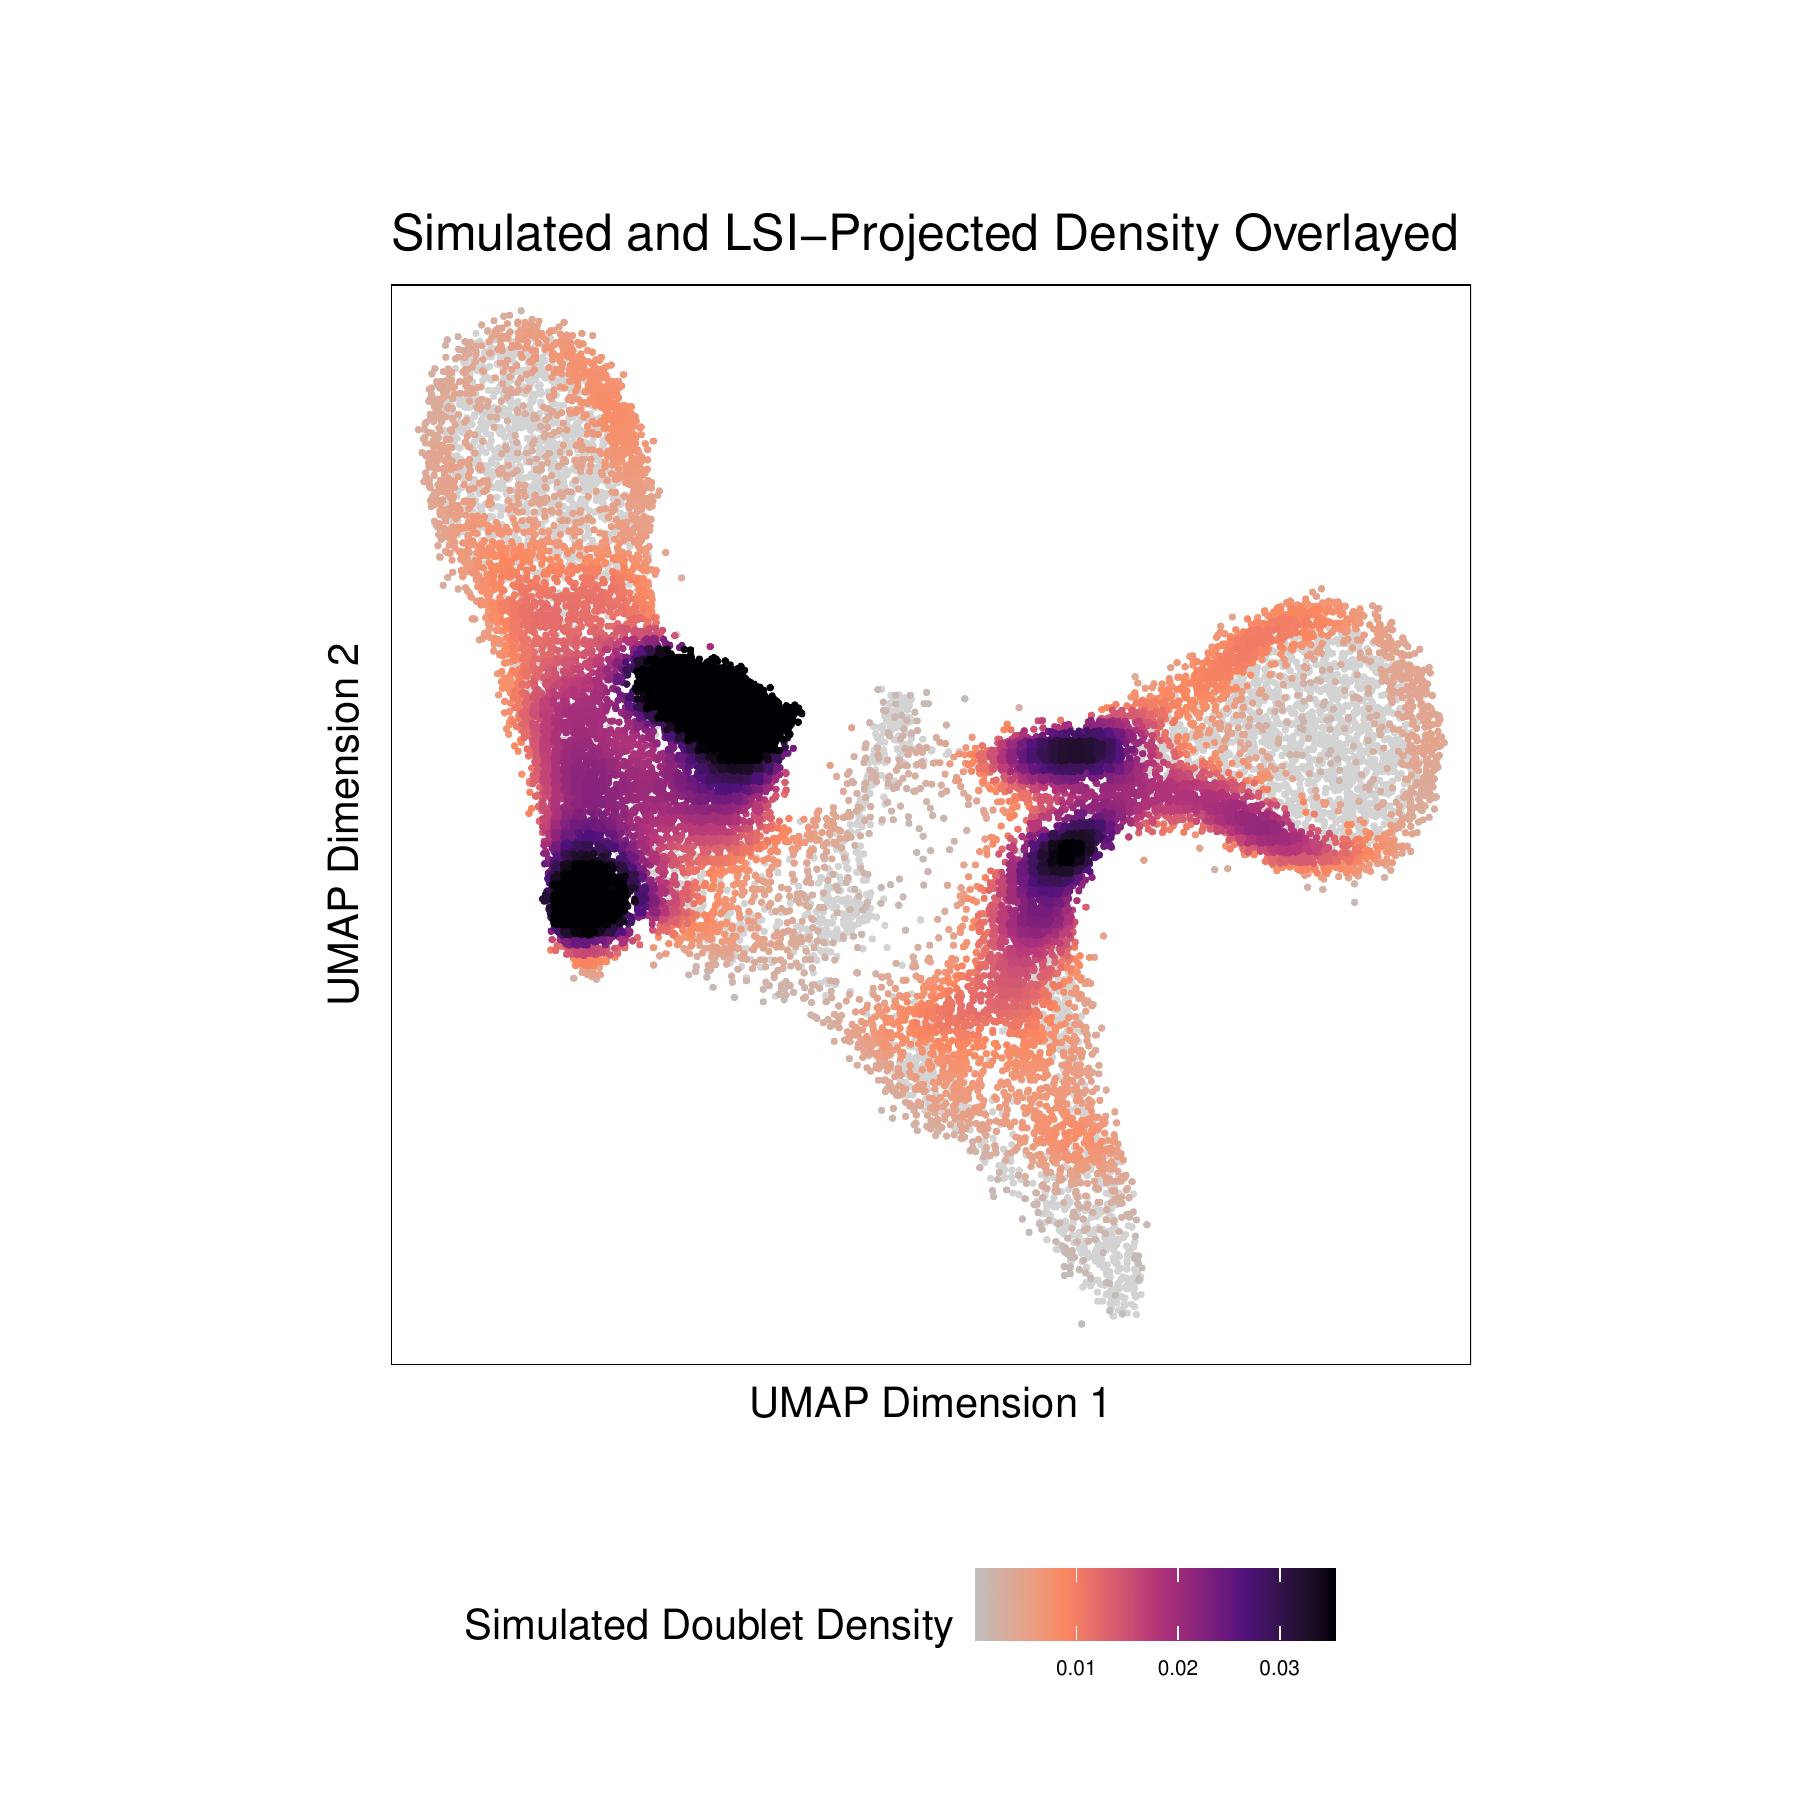 Simulated and LSI−Projected Density Overlayed
UMAP Dimension 2
UMAP Dimension 1
Simulated Doublet Density
0.01 0.02 0.03